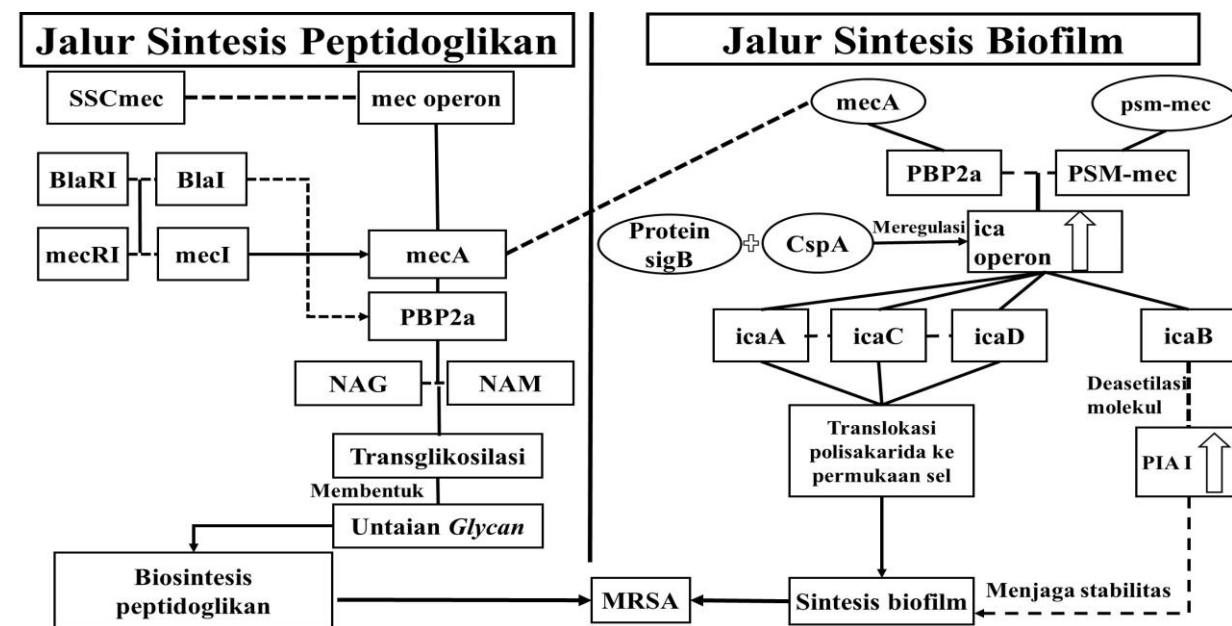 Jalur Sintesis Peptidoglikan
SSCmec
mec operon
BlaRI
BlaI
mecRI
mecI
mecA
PBP2a
NAG
NAM
Transglikosilasi
Membentuk
Untaian Glycan
Biosintesis
peptidoglikan
MRSA
Jalur Sintesis Biofilm
mecA
psm-mec
PBP2a
PSM-mec
Protein
sigB
CspA
Meregulasi
ica
operon
icaA
icaC
icaD
icaB
Deasetilasi
molekul
Translokasi
polisakarida ke
permukaan sel
PIA I
Sintesis biofilm
Menjaga stabilitas